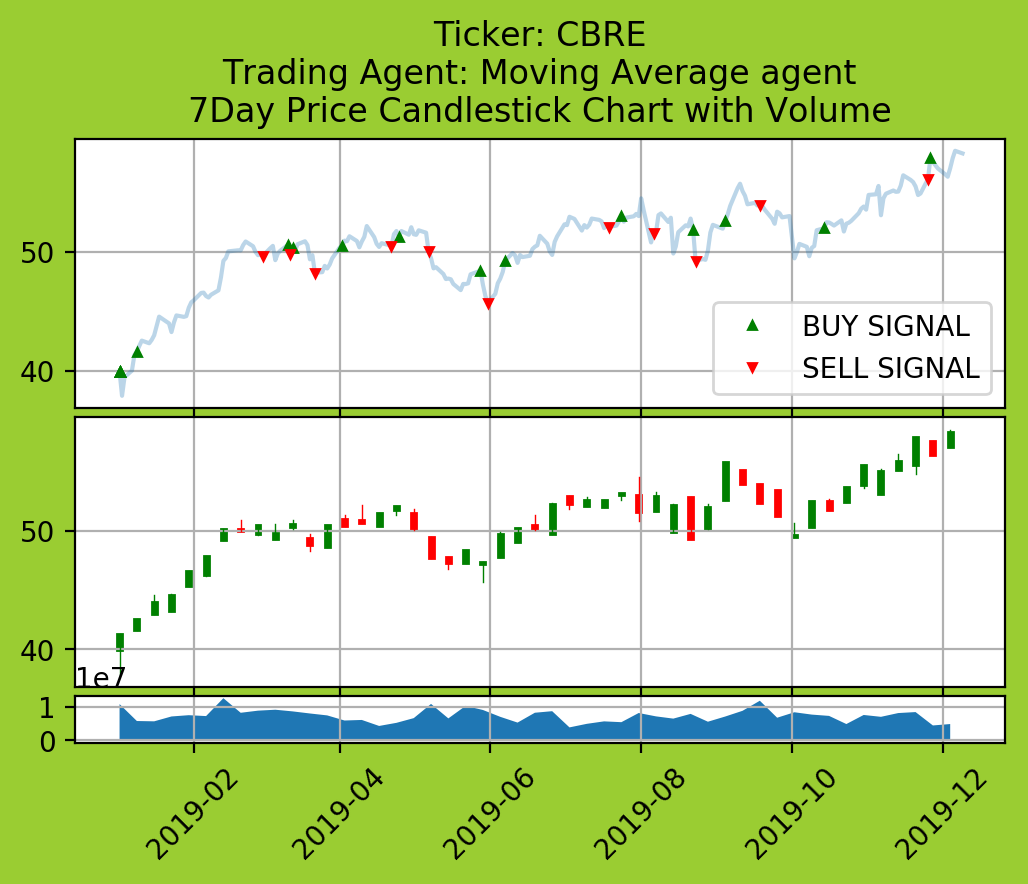 Ticker: CBRE
Trading Agent: Moving Average agent
7Day Price Candlestick Chart with Volume
50
40
BUY SIGNAL
SELL SIGNAL
50
40
1e7
1
0
2019-02
2019-04
2019-06
2019-08
2019-10
2019-12